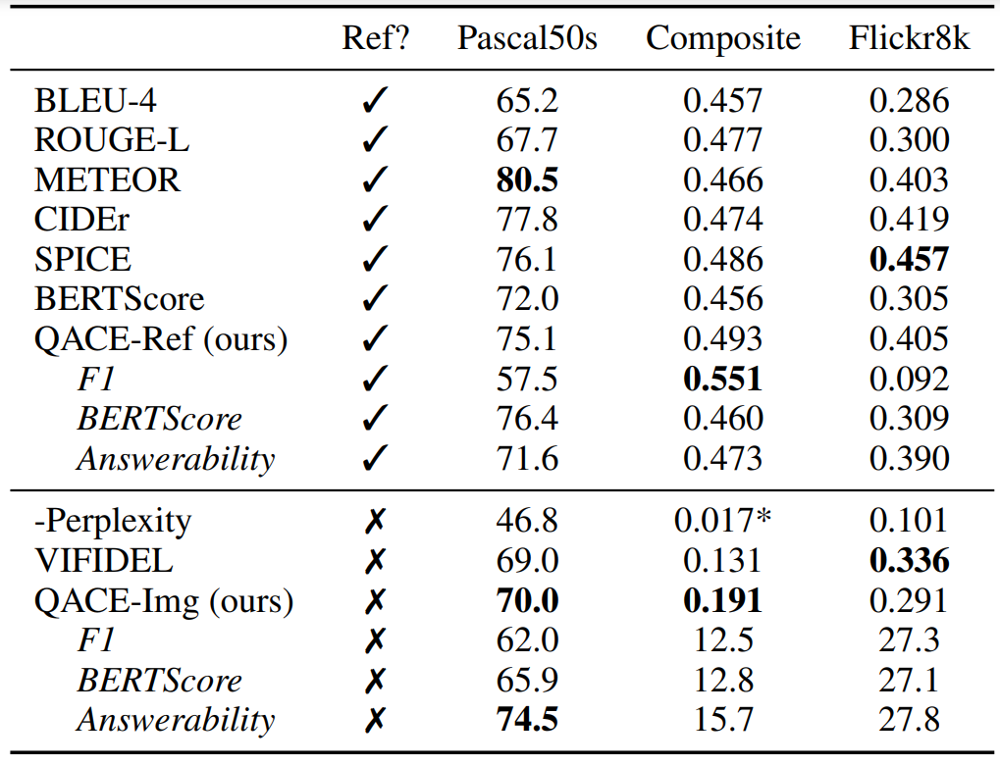 Ref? Pascal50s Composite Flickr8k
BLEU-4 ✓ 65.2 0.457 0.286
ROUGE-L ✓ 67.7 0.477 0.300
METEOR ✓ 80.5 0.466 0.403
CIDEr ✓ 77.8 0.474 0.419
SPICE ✓ 76.1 0.486 0.457
BERTScore ✓ 72.0 0.456 0.305
QACE-Ref (ours) ✓ 75.1 0.493 0.405
F1 ✓ 57.5 0.551 0.092
BERTScore ✓ 76.4 0.460 0.309
Answerability ✓ 71.6 0.473 0.390
-Perplexity ✗ 46.8 0.017* 0.101
VIFIDEL ✗ 69.0 0.131 0.336
QACE-Img (ours) ✗ 70.0 0.191 0.291
F1 ✗ 62.0 12.5 27.3
BERTScore ✗ 65.9 12.8 27.1
Answerability ✗ 74.5 15.7 27.8